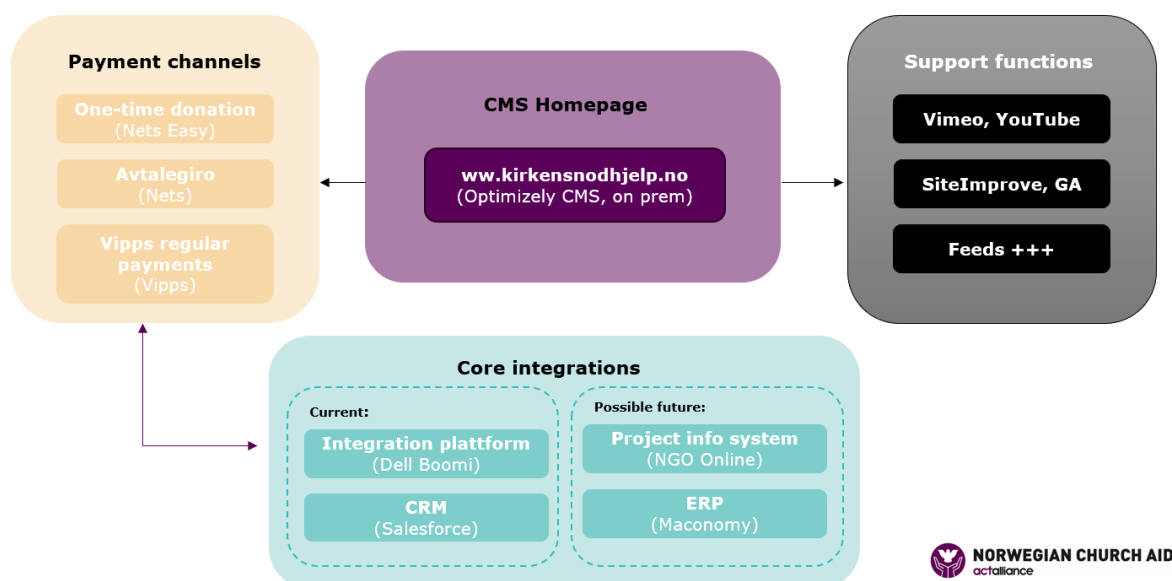 Payment channels
One-time donation
(Nets Easy)
Avtalegiro
(Nets)
Vipps regular
payments
(Vipps)
CMS Homepage
ww.kirkensnodhjelp.no
(Optimizely CMS, on prem)
Support functions
Vimeo, YouTube
SiteImprove, GA
Feeds +++
Core integrations
Current:
Integration plattform
(Dell Boomi)
CRM
(Salesforce)
Possible future:
Project info system
(NGO Online)
ERP
(Maconomy)
NORWEGIAN CHURCH AID
actalliance